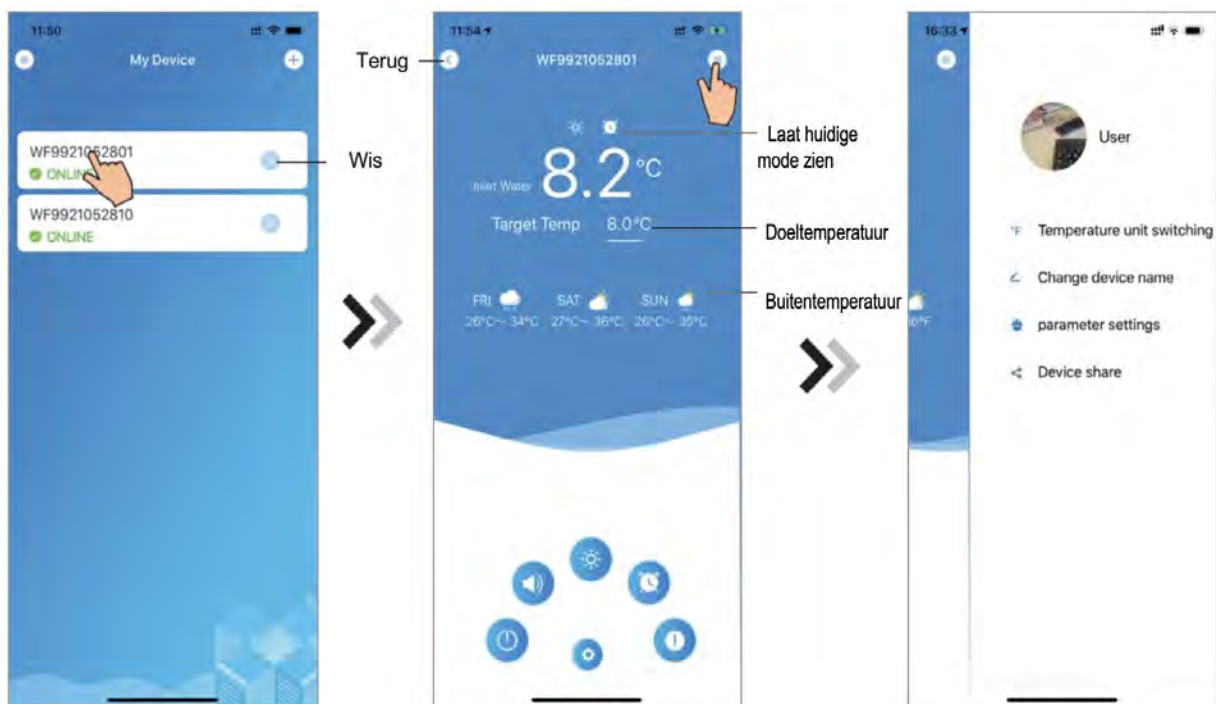 11:50
My Device
WF9921052801
ONLINE
WF9921052810
ONLINE
Wis
Terug
11:54
WF9921052801
Inlet Water
8.2°C
Target Temp 8.0°C
FRI SAT SUN
26°C~ 34°C 27°C~ 36°C 26°C~ 35°C
Laat huidige
mode zien
Doeltemperatuur
Buitentemperatuur
16:33
User
°F Temperature unit switching
Change device name
parameter settings
Device share